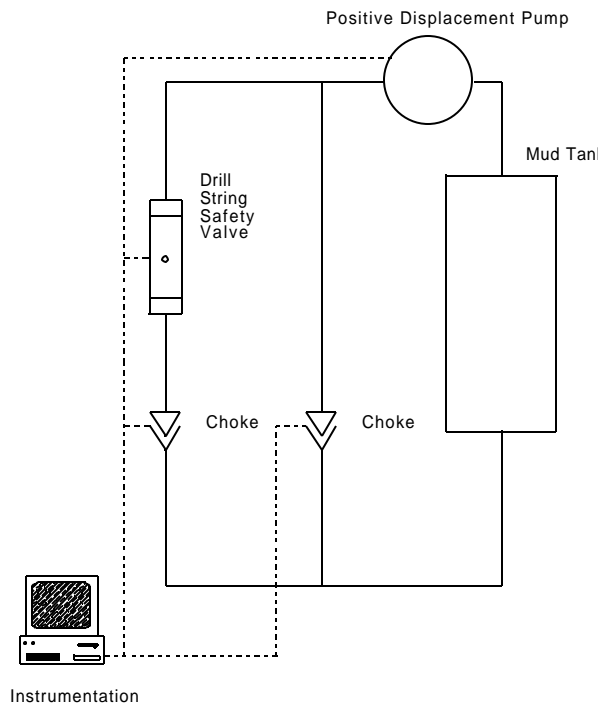 Positive Displacement Pump
Mud Tank
Drill
String
Safety
Valve
Choke
Choke
Instrumentation